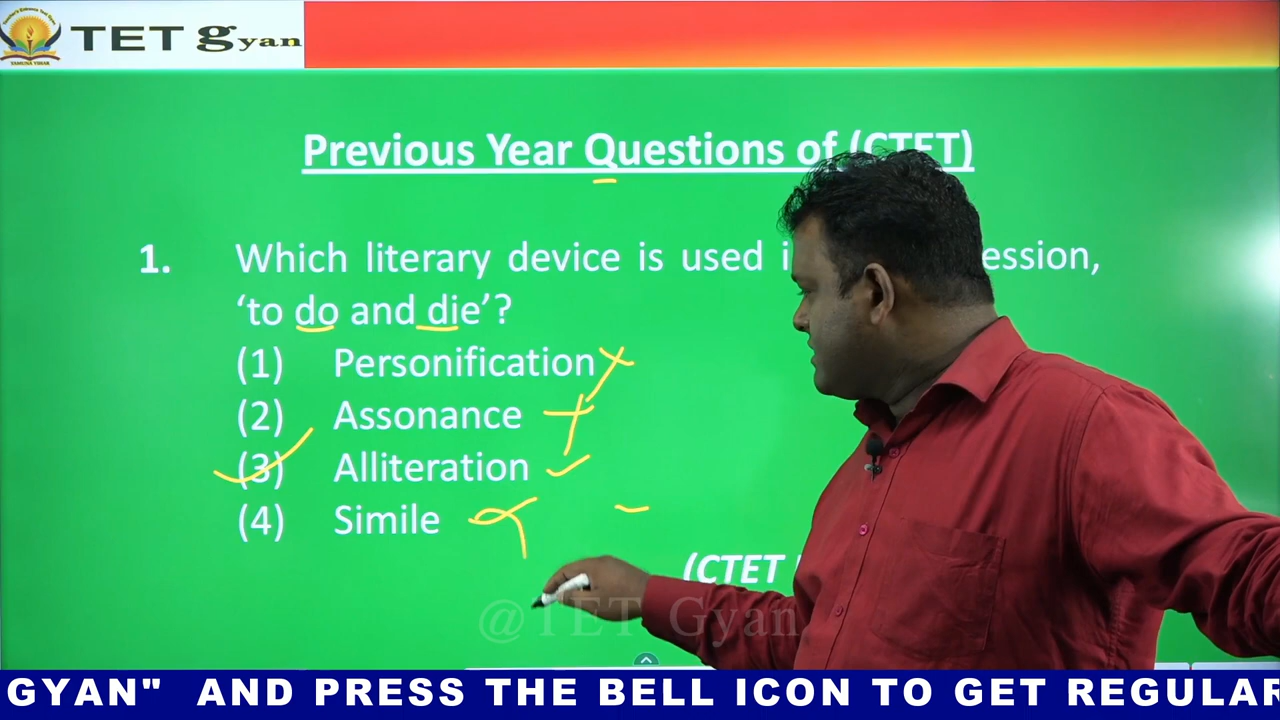 TET Gyan
Previous Year Questions of (CTET)
1. Which literary device is used ession,
‘to do and die’?
(1) Personification
(2) Assonance
(3) Alliteration
(4) Simile
(CTET
@TET Gyan
GYAN" AND PRESS THE BELL ICON TO GET REGULAR